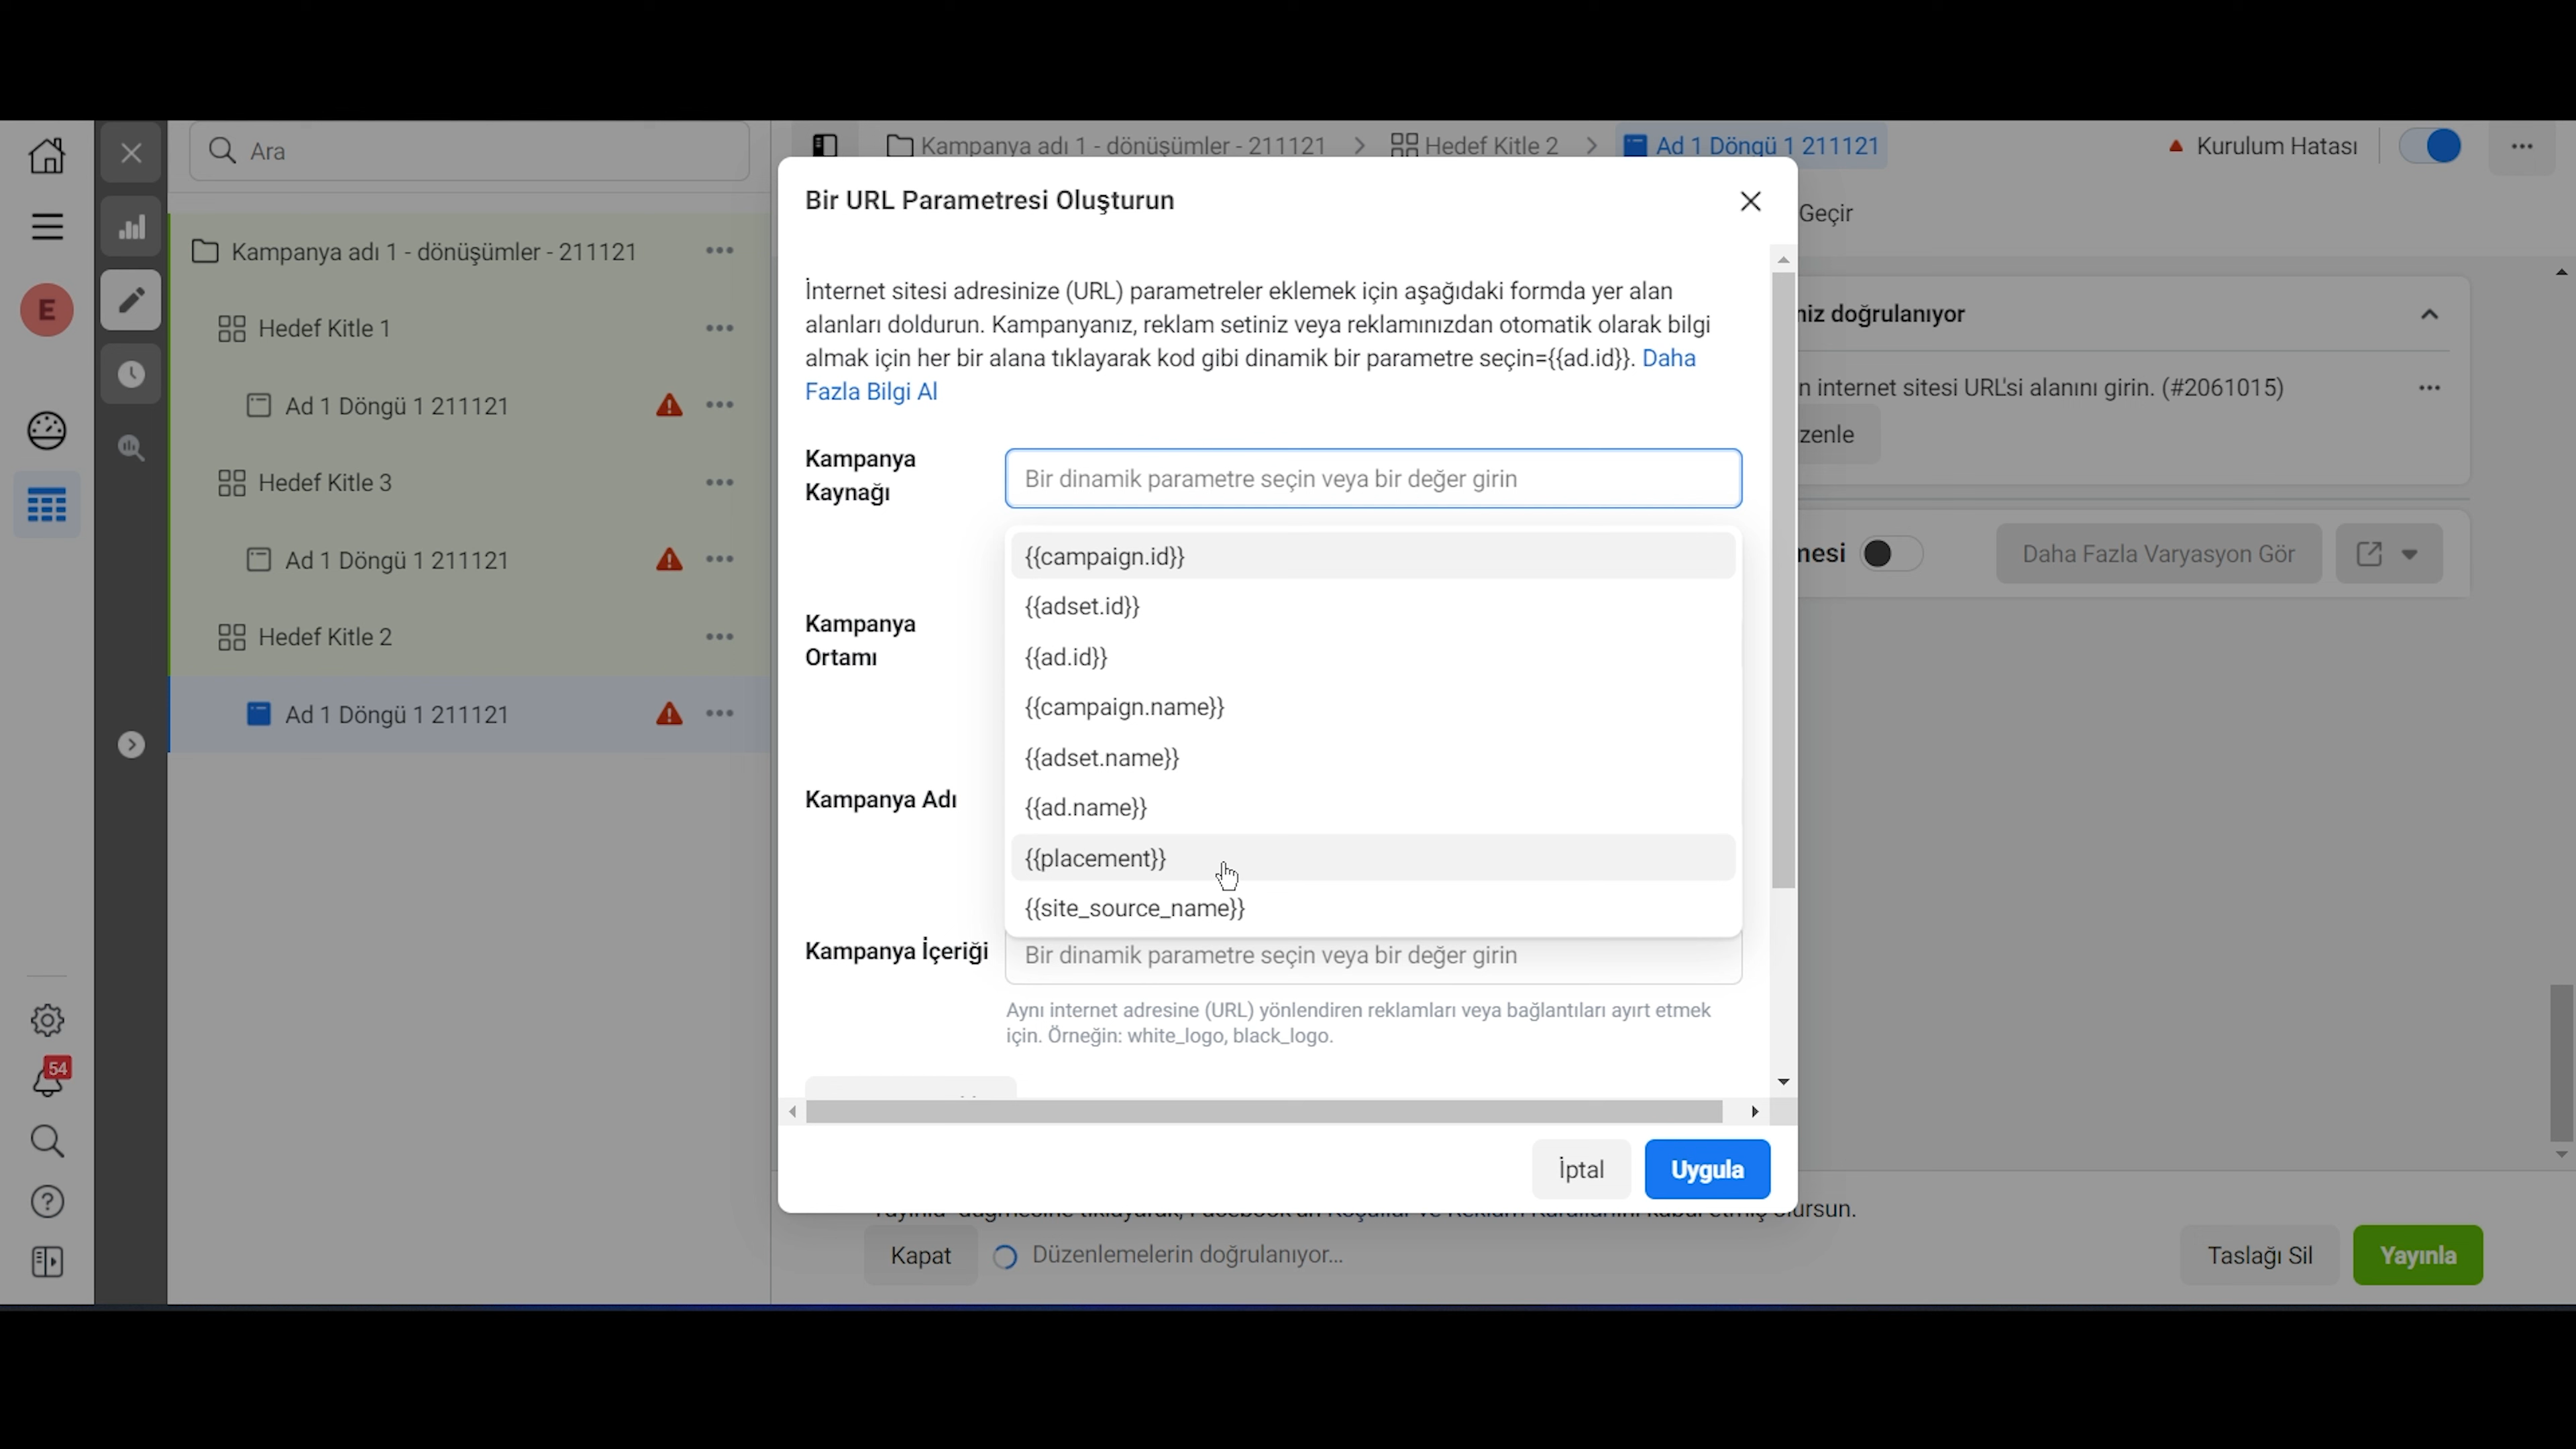 Ara
Kampanya adı 1 - dönüşümler - 211121
Hedef Kitle 1
Ad 1 Döngü 1 211121
Hedef Kitle 3
Ad 1 Döngü 1 211121
Hedef Kitle 2
Ad 1 Döngü 1 211121
E
54
Kampanya adı 1 - dönüşümler - 211121 > Hedef Kitle 2 > Ad 1 Döngü 1 211121
Kurulum Hatası
Geçir
Bir URL Parametresi Oluşturun
İnternet sitesi adresinize (URL) parametreler eklemek için aşağıdaki formda yer alan
alanları doldurun. Kampanyanız, reklam setiniz veya reklamınızdan otomatik olarak bilgi
almak için her bir alana tıklayarak kod gibi dinamik bir parametre seçin={{ad.id}}. Daha
Fazla Bilgi Al
Kampanya
Kaynağı
Bir dinamik parametre seçin veya bir değer girin
{{campaign.id}}
{{adset.id}}
{{ad.id}}
{{campaign.name}}
{{adset.name}}
{{ad.name}}
{{placement}}
{{site_source_name}}
Kampanya
Ortamı
Kampanya Adı
Kampanya İçeriği
Bir dinamik parametre seçin veya bir değer girin
Aynı internet adresine (URL) yönlendiren reklamları veya bağlantıları ayırt etmek
için. Örneğin: white_logo, black_logo.
İptal
Uygula
doğrulanıyor
internet sitesi URL'si alanını girin. (#2061015)
Daha Fazla Varyasyon Gör
Kapat
Düzenlemelerin doğrulanıyor...
Taslağı Sil
Yayınla